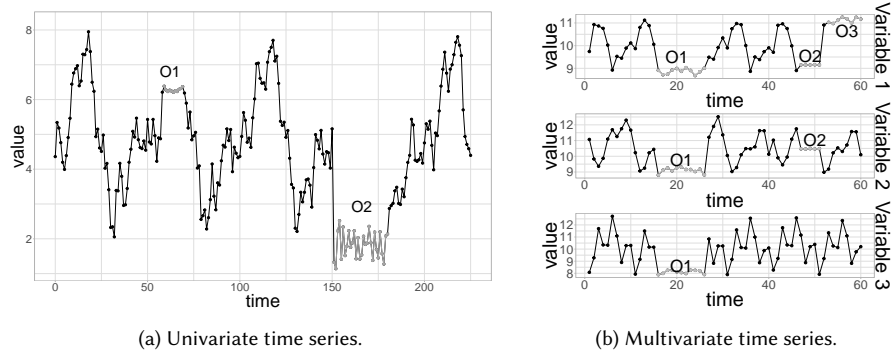 8
6
4
2
value
O1
O2
0
50
100
150
200
time
(a) Univariate time series.
11
10
9
value
O1
O2
O3
0
20
40
60
time
Variable 1
12
11
10
9
value
O1
O2
0
20
40
60
time
Variable 2
12
11
10
9
8
value
O1
0
20
40
60
time
Variable 3
(b) Multivariate time series.